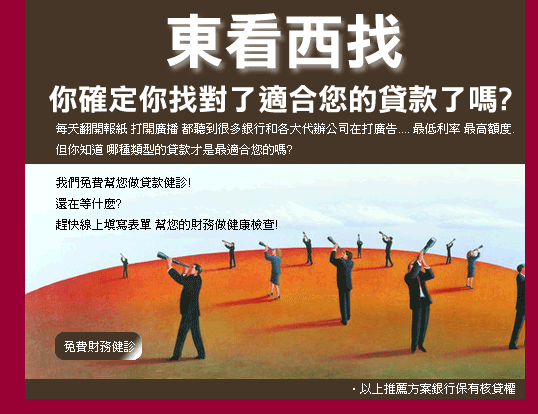 東看西找
你確定你找對了適合您的貸款了嗎?
每天翻開報紙 打開廣播 都聽到很多銀行和各大代辦公司在打廣告.... 最低利率 最高額度.
但你知道 哪種類型的貸款才是最適合您的嗎?
我們免費幫您做貸款健診!
還在等什麼?
趕快線上填寫表單 幫您的財務做健康檢查!
免費財務健診
·以上推薦方案銀行保有核貸權